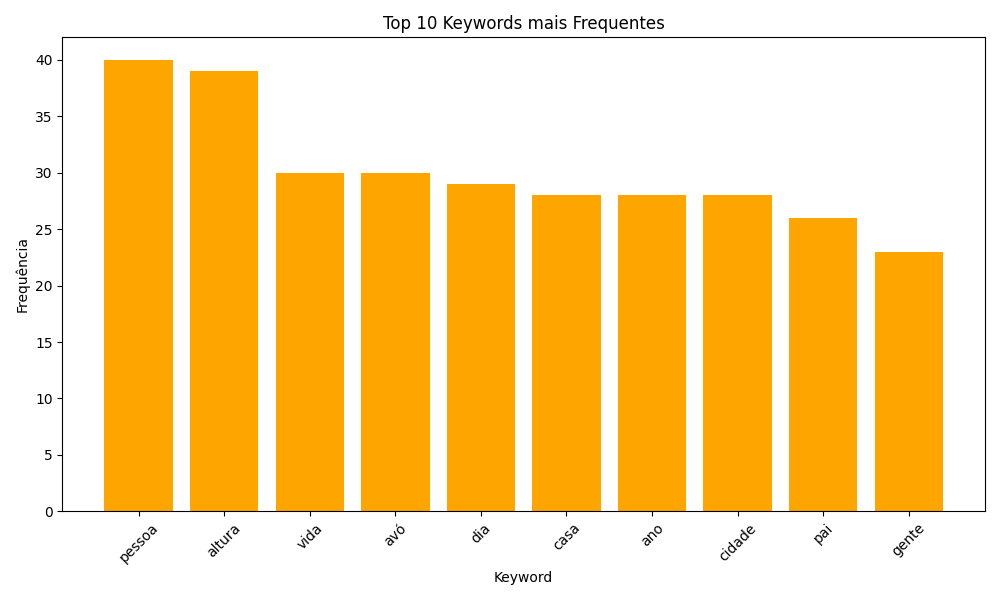 Top 10 Keywords mais Frequentes
Frequência
40
35
30
25
20
15
10
5
0
pessoa
altura
vida
avó
dia
casa
ano
cidade
pai
gente
Keyword